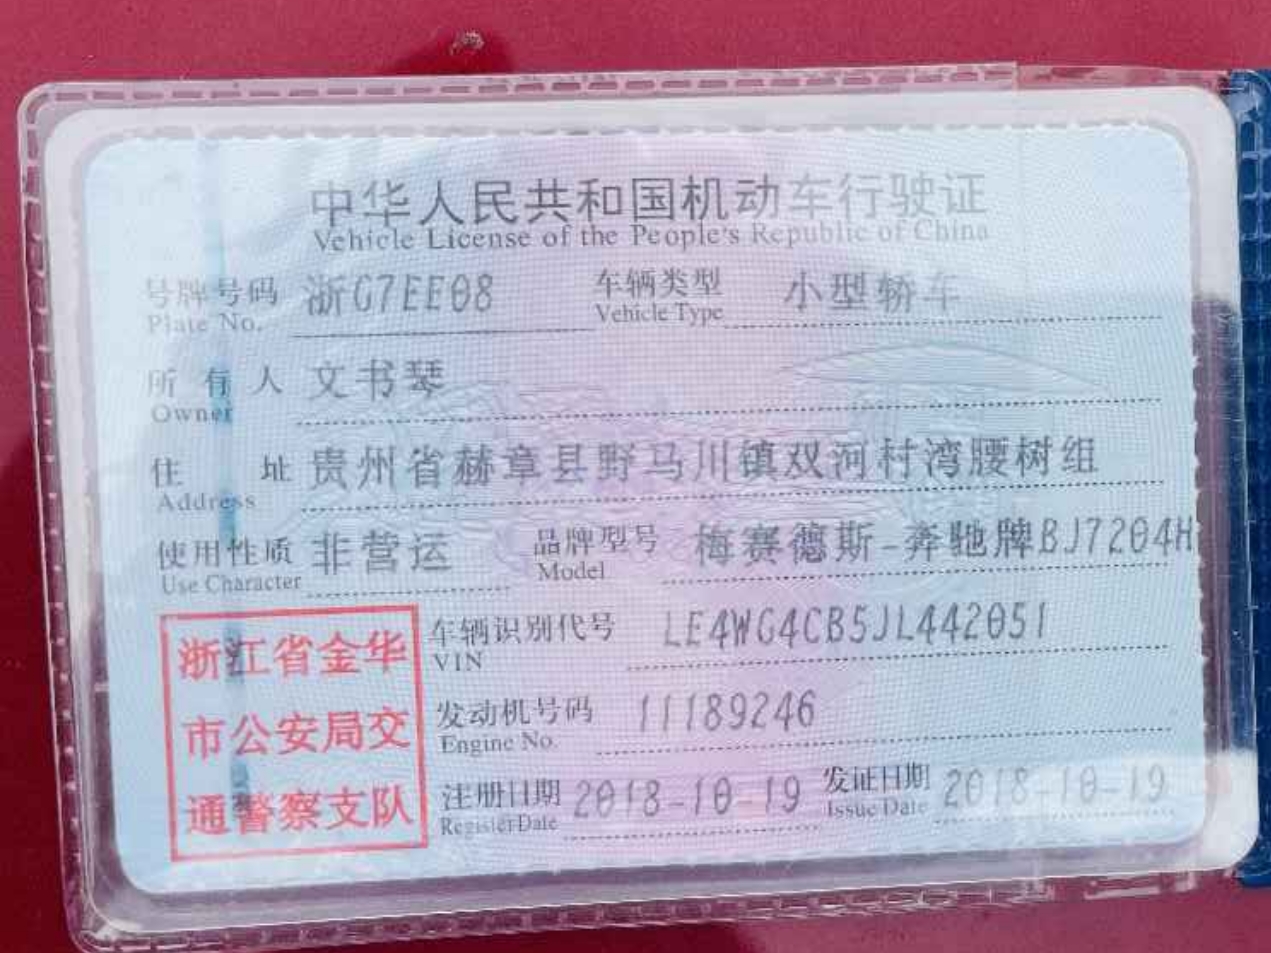 中华人民共和国机动车行驶证
Vehicle License of the People's Republic of China
号牌号码 浙G7EE08 车辆类型 小型轿车
Plate No. Vehicle Type
所有人 文书琴
Owner
住址 贵州省赫章县野马川镇双河村湾腰树组
Address
使用性质 非营运 品牌型号 梅赛德斯-奔驰牌BJ7204H
Use Character Model
浙江省金华
市公安局交
通警察支队
车辆识别代号 LE4WG4CB5JL442051
VIN
发动机号码 11189246
Engine No.
注册日期 2018-10-19 发证日期 2018-10-19
Register Date Issue Date